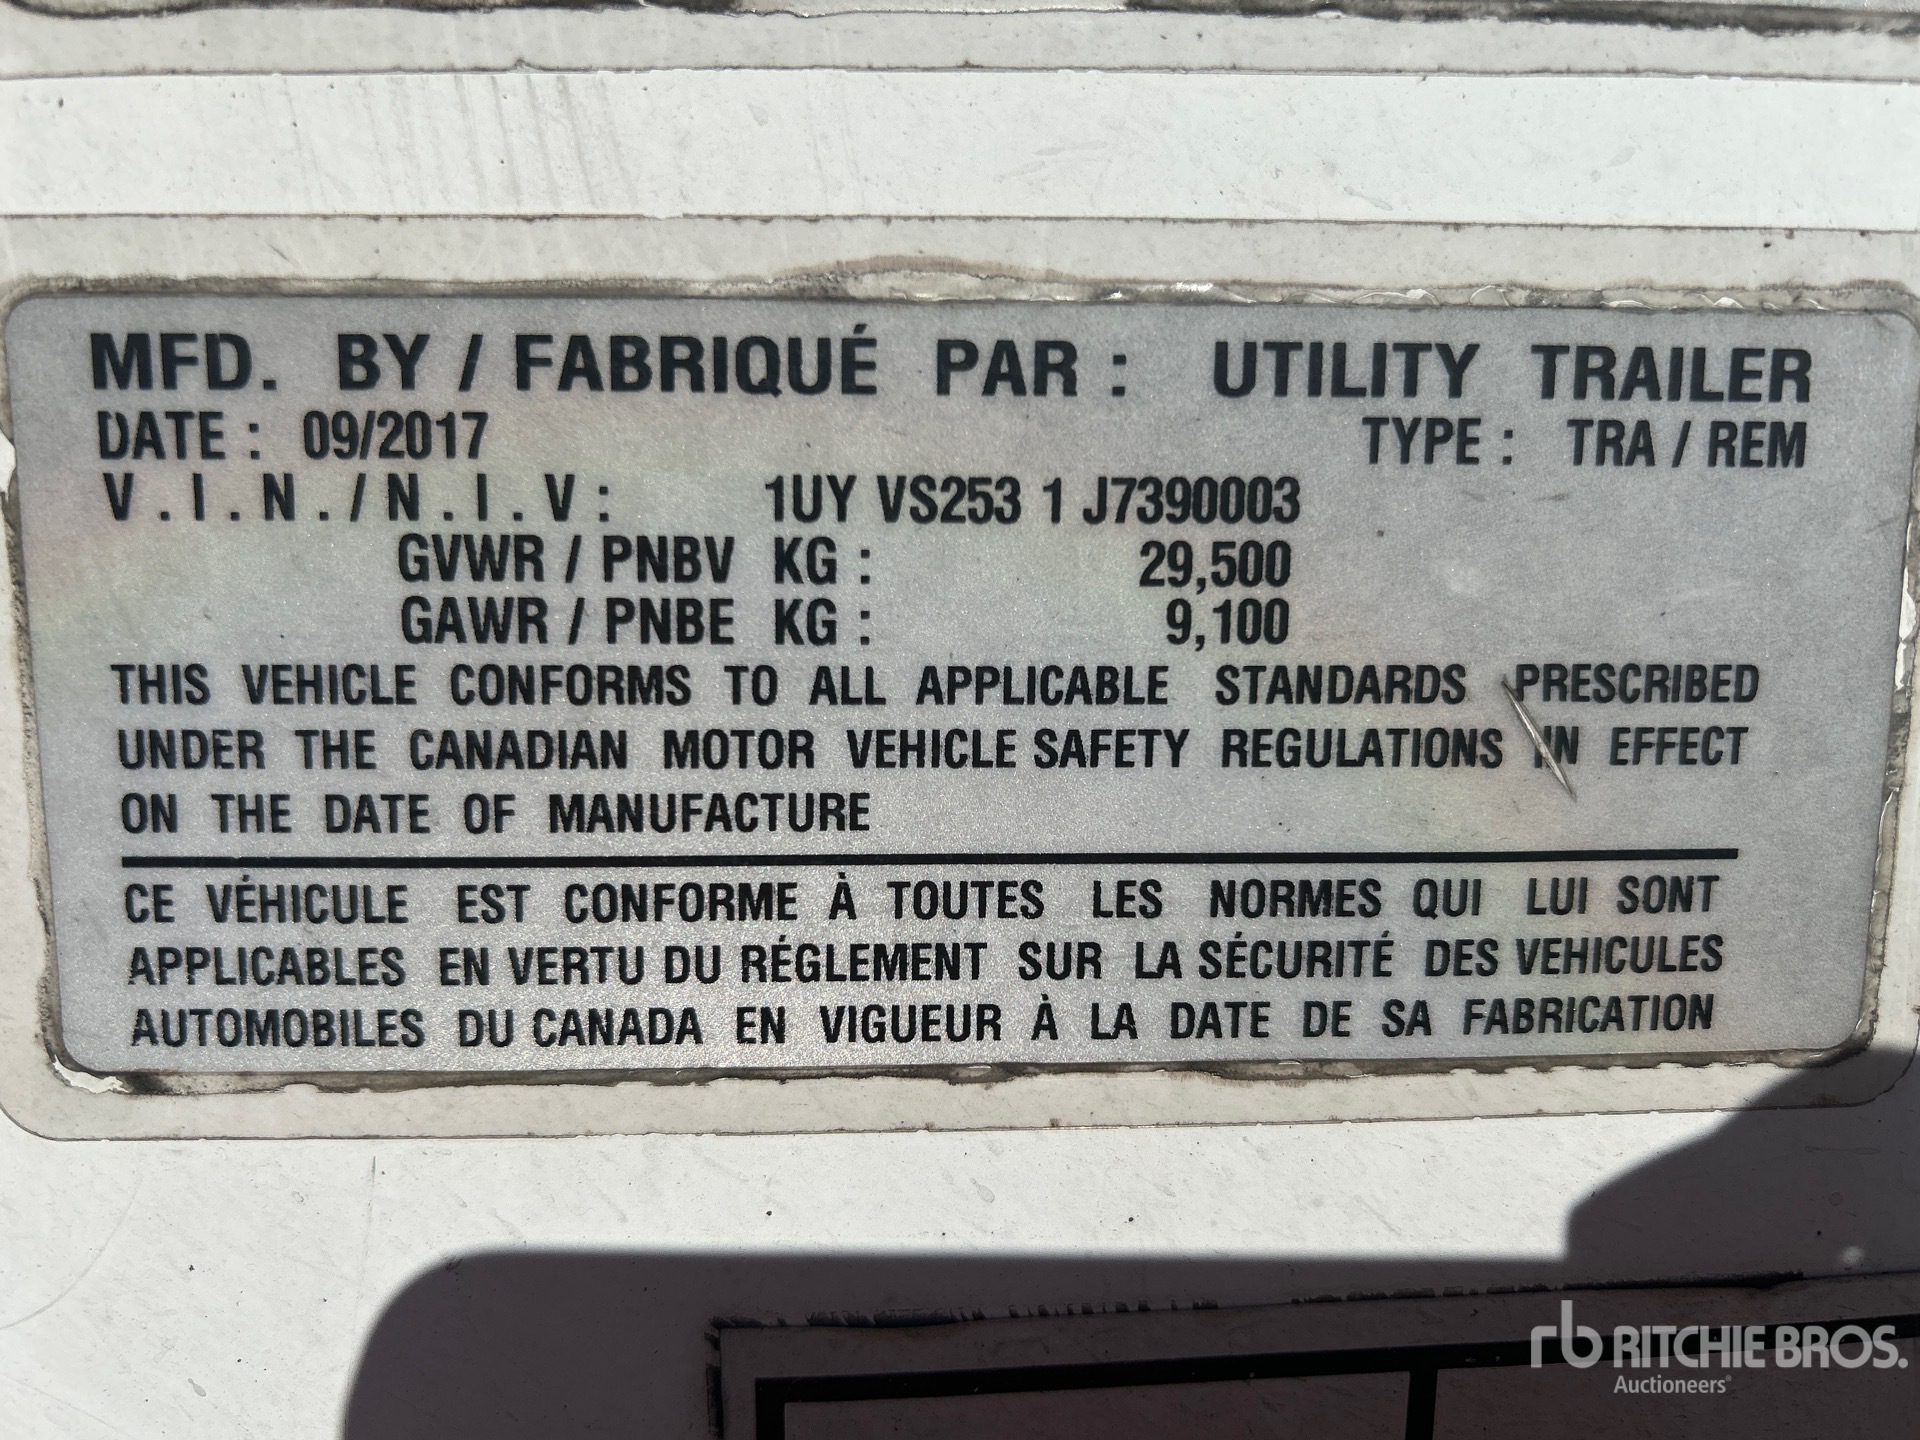 MFD. BY / FABRIQUÉ PAR : UTILITY TRAILER
DATE : 09/2017 TYPE : TRA / REM
V.I.N./N.I.V: 1UY VS253 1 J7390003
GVWR / PNBV KG : 29,500
GAWR / PNBE KG : 9,100
THIS VEHICLE CONFORMS TO ALL APPLICABLE STANDARDS PRESCRIBED
UNDER THE CANADIAN MOTOR VEHICLE SAFETY REGULATIONS IN EFFECT
ON THE DATE OF MANUFACTURE
CE VÉHICULE EST CONFORME À TOUTES LES NORMES QUI LUI SONT
APPLICABLES EN VERTU DU RÉGLEMENT SUR LA SÉCURITÉ DES VEHICULES
AUTOMOBILES DU CANADA EN VIGUEUR À LA DATE DE SA FABRICATION
rb RITCHIE BROS.
Auctioneers